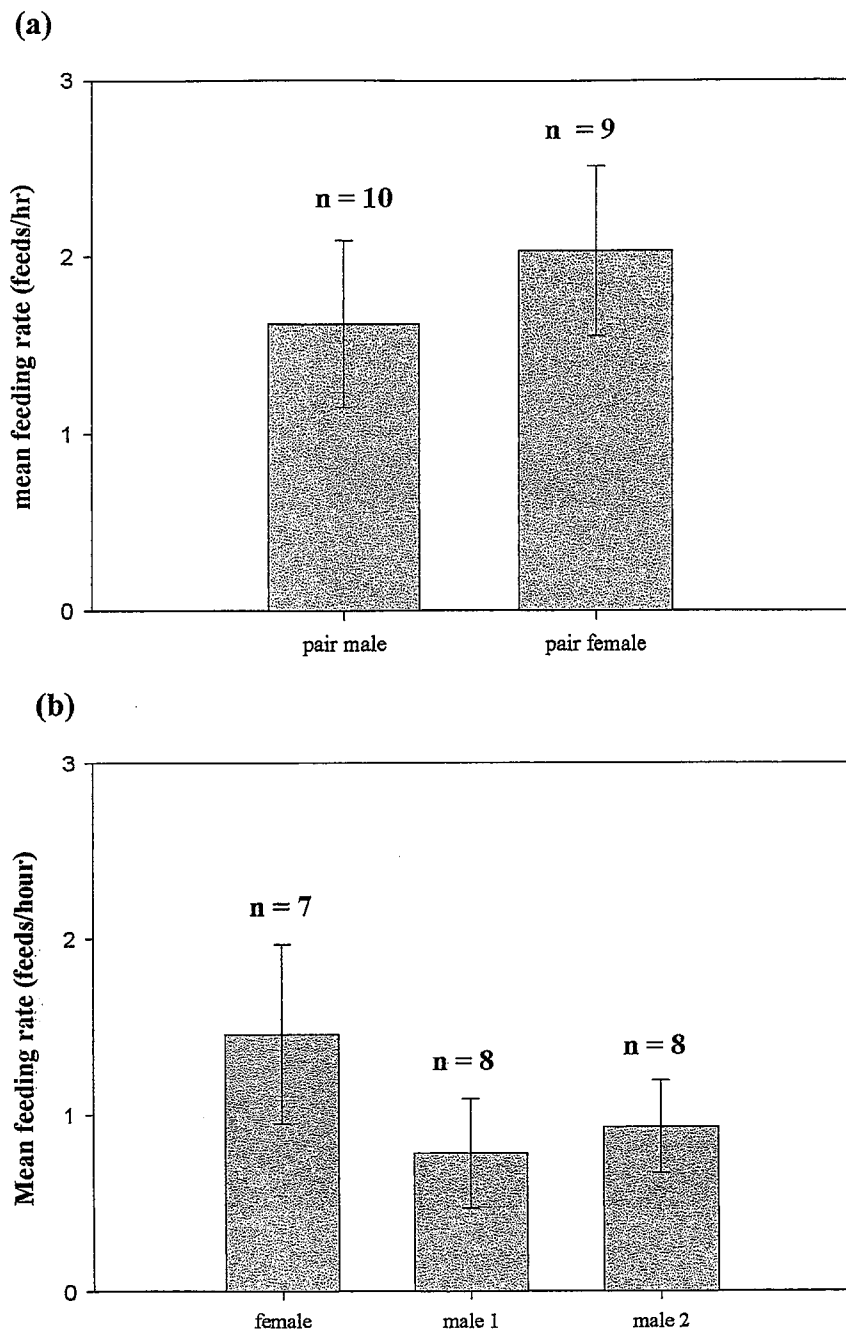 (a)
mean feeding rate (feeds/hr)
3
2
1
0
n = 10
n = 9
pair male
pair female
(b)
Mean feeding rate (feeds/hour)
3
2
1
0
n = 7
n = 8
n = 8
female
male 1
male 2